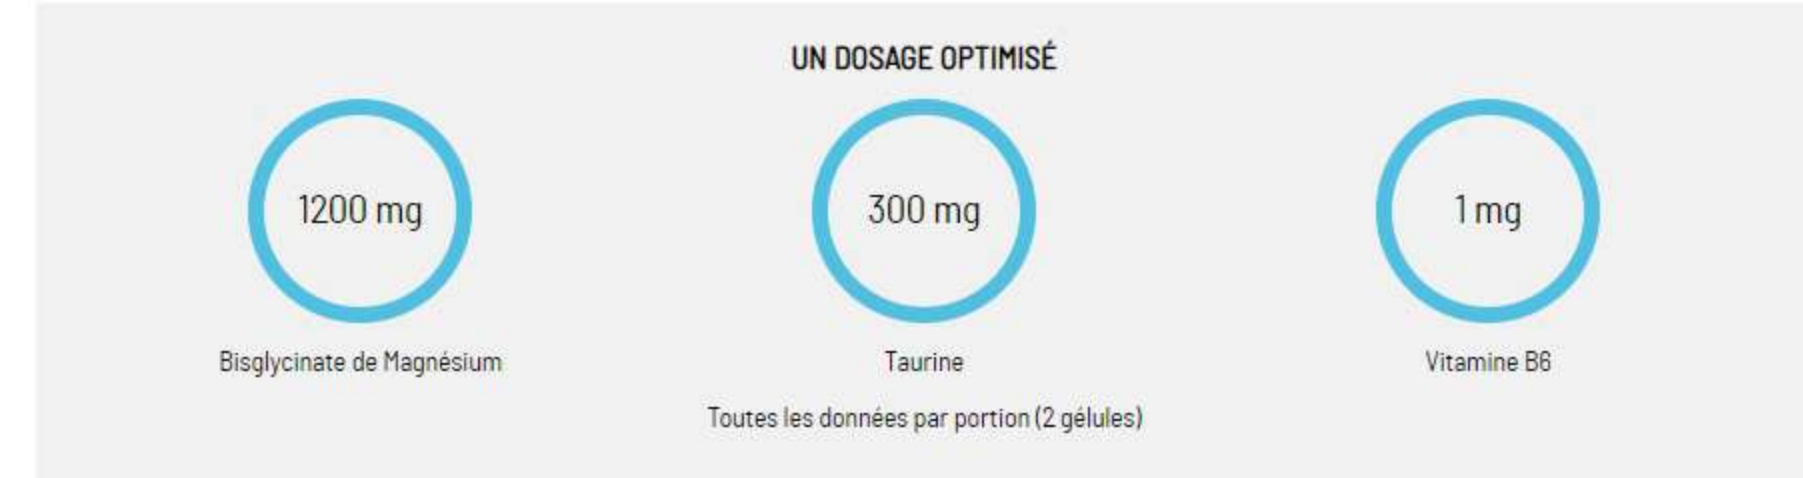 UN DOSAGE OPTIMISÉ
1200 mg
300 mg
1 mg
Bisglycinate de Magnésium
Taurine
Vitamine B6
Toutes les données par portion (2 gélules)